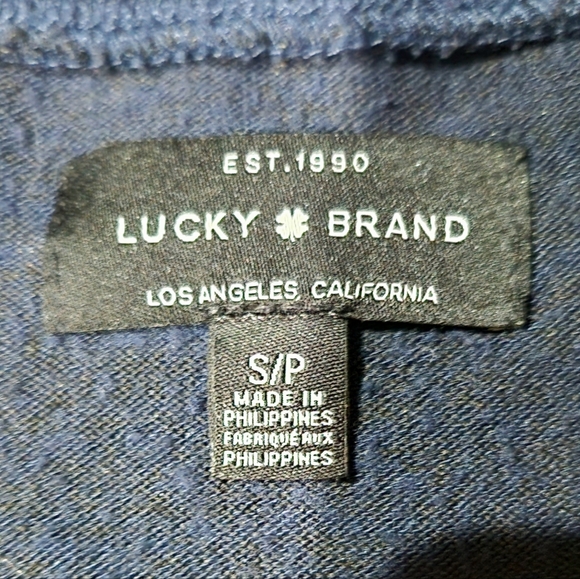 EST.1990
LUCKY BRAND
LOS ANGELES, CALIFORNIA
S/P
MADE IN
PHILIPPINES
FABRIQUÉ AUX
PHILIPPINES